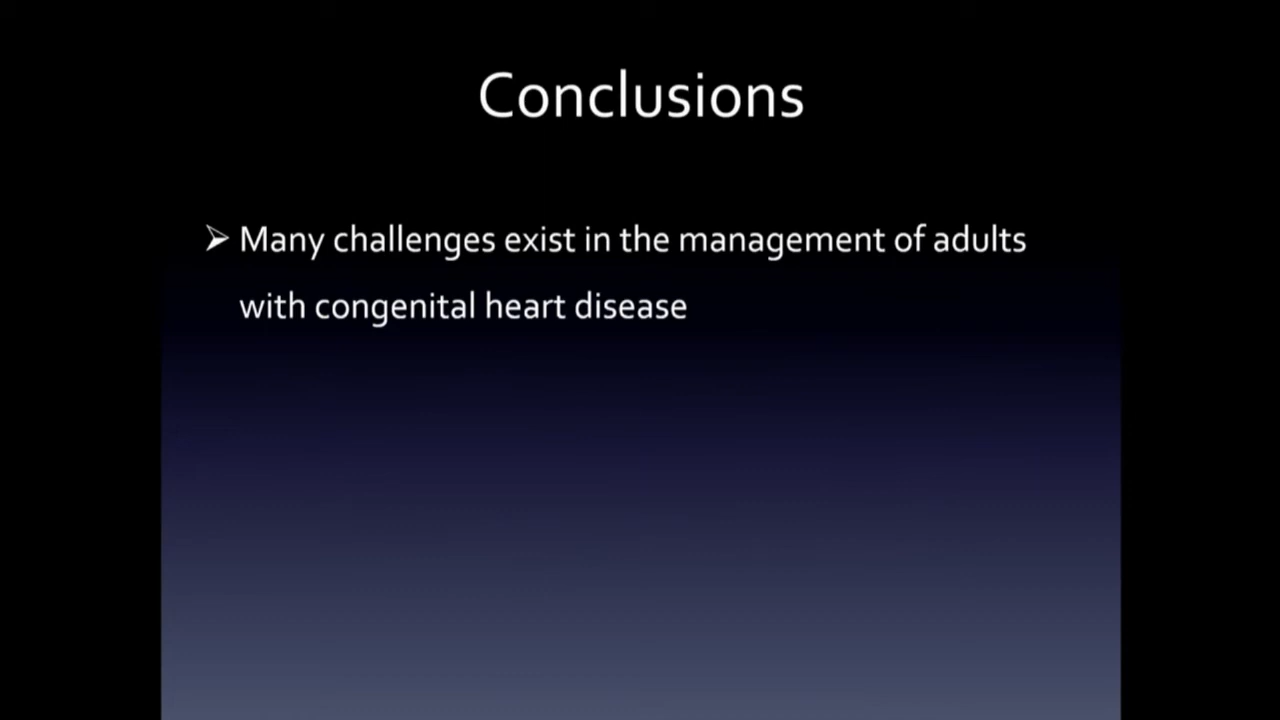 Conclusions
➢ Many challenges exist in the management of adults
with congenital heart disease